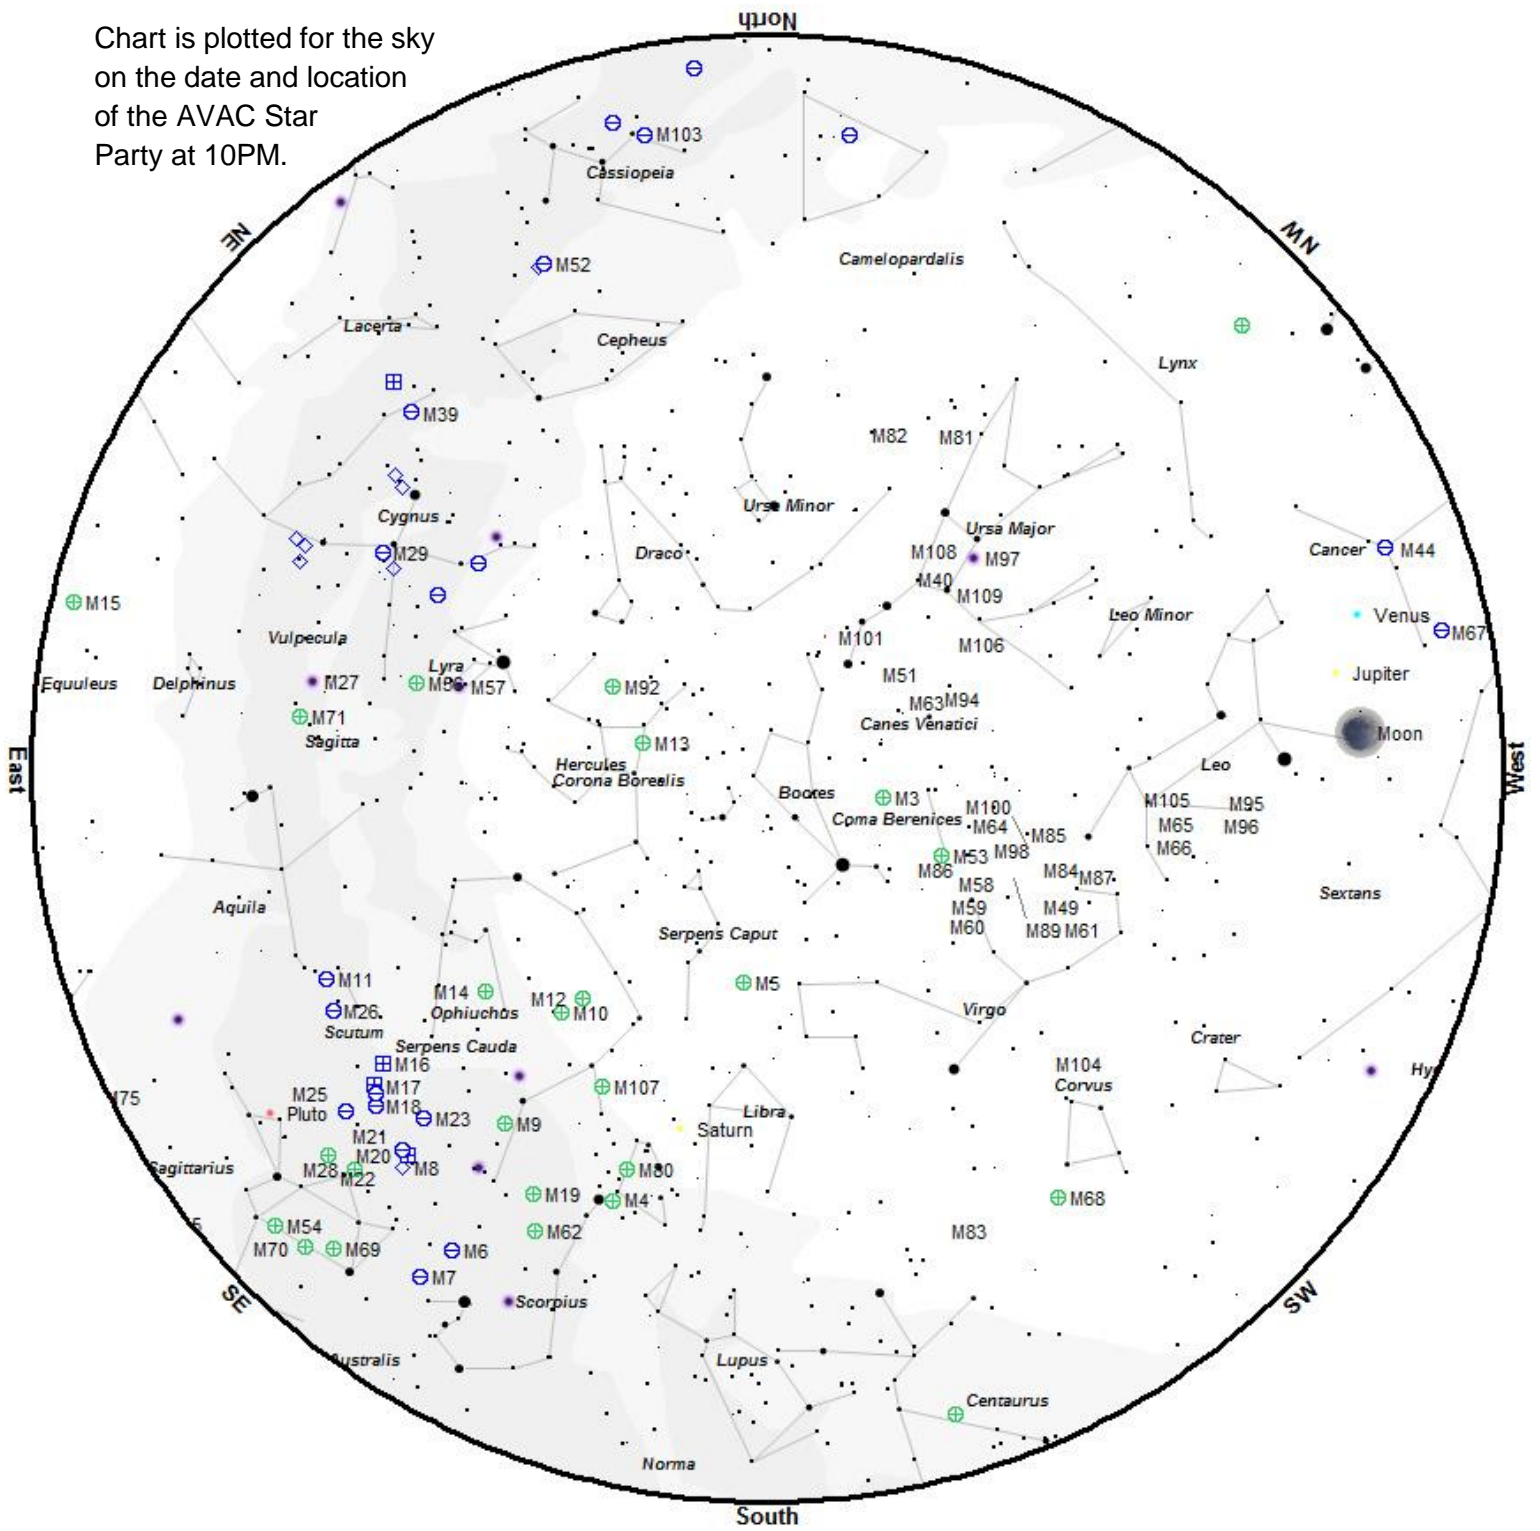 North
Chart is plotted for the sky
on the date and location
of the AVAC Star
Party at 10PM.
M103
Cassiopeia
NE
NW
M52
Camelopardalis
Lacerta
Cepheus
Lynx
M39
M82
M81
Cygnus
Ursa Minor
Ursa Major
M29
Draco
M108
M97
Cancer
M44
M40
M109
M15
Vulpecula
M101
M106
Leo Minor
Venus
M67
Equuleus
Delphinus
M27
Lyra
M56
M57
M92
M51
Jupiter
M71
M63
M94
Canes Venatici
Sagitta
M13
Moon
East
West
Hercules
Corona Borealis
Leo
Bootes
M3
M100
M105
M95
Coma Berenices
M64
M85
M65
M96
M53
M98
M66
M86
M84
M87
M58
Sextans
Aquila
M59
M49
M60
M89
M61
Serpens Caput
M11
M14
M12
M5
M26
Ophiuchus
M10
Virgo
Scutum
Serpens Cauda
Crater
M16
M104
Corvus
Hy
M17
M107
M25
M75
Pluto
M18
M23
M9
Libra
Saturn
M21
M20
Sagittarius
M28
M8
M80
M22
M19
M4
M68
M54
M62
M83
M70
M69
M6
M7
SE
SW
Scorpius
Australis
Lupus
Centaurus
Norma
South